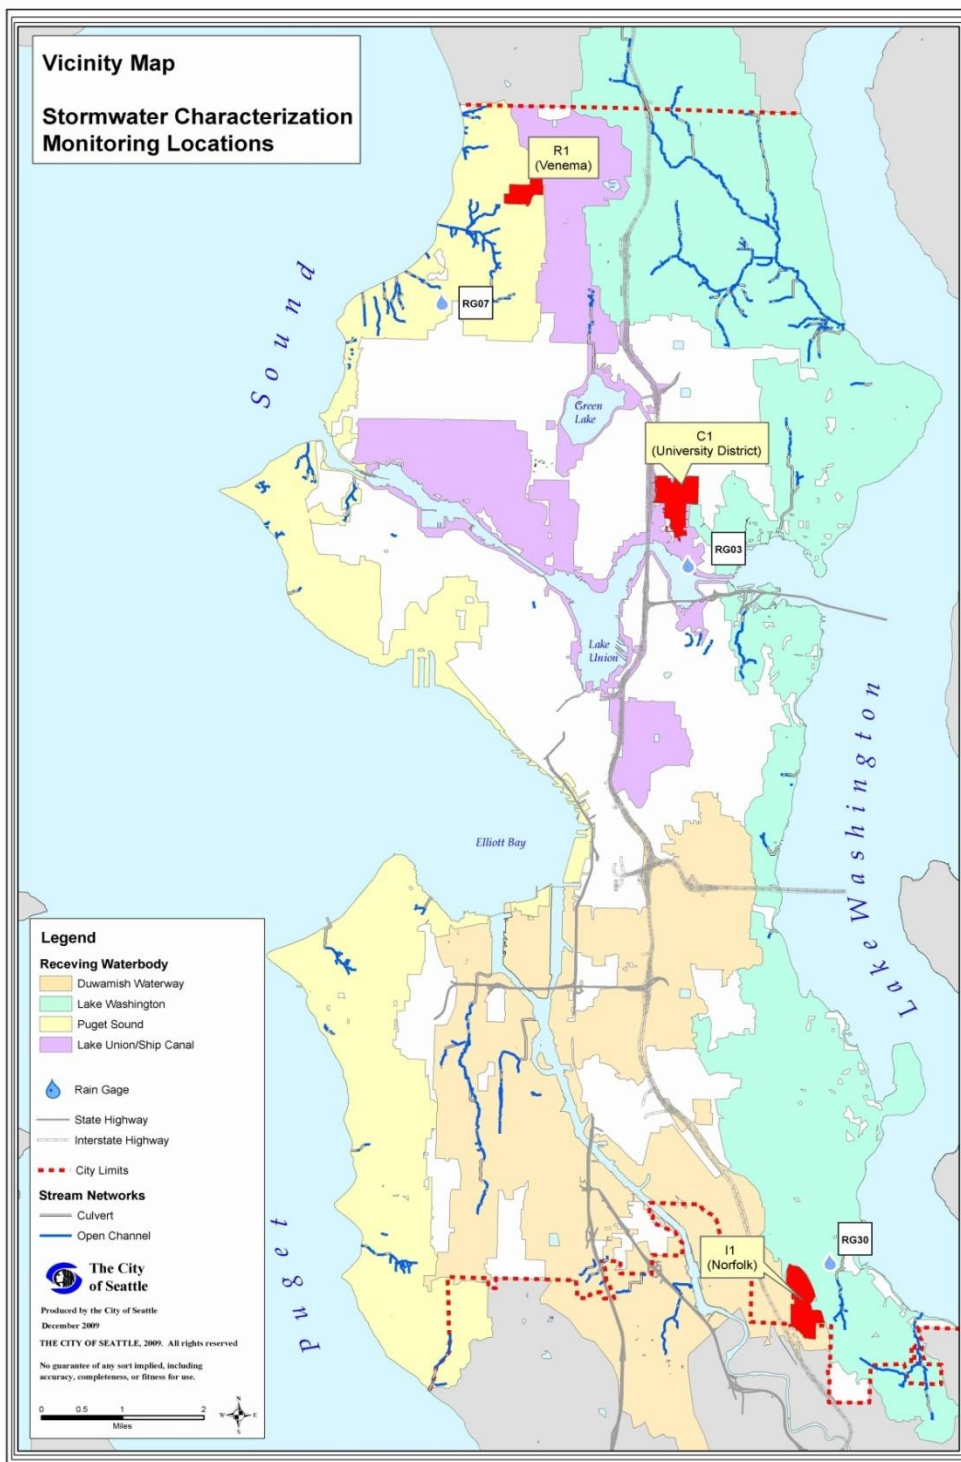 Vicinity Map
Stormwater Characterization
Monitoring Locations
R1
(Venema)
RG07
Sound
Green
Lake
C1
(University District)
RG03
Lake
Union
Lake Washington
Elliott Bay
Legend
Receving Waterbody
Duwamish Waterway
Lake Washington
Puget Sound
Lake Union/Ship Canal
Rain Gage
State Highway
Interstate Highway
City Limits
Stream Networks
Culvert
Open Channel
The City
of Seattle
Produced by the City of Seattle
December 2009
THE CITY OF SEATTLE, 2009. All rights reserved
No guarantee of any sort implied, including
accuracy, completeness, or fitness for use.
0 0.5 1 2
Miles
N
W E
S
Puget
I1
(Norfolk)
RG30